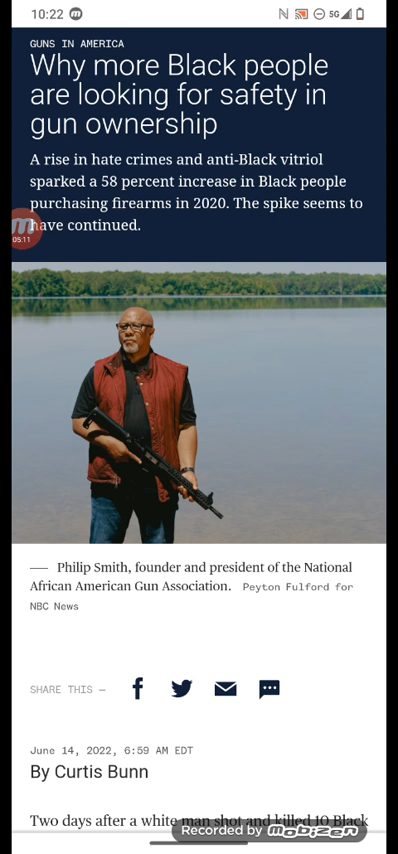 10:22
5G
GUNS IN AMERICA
Why more Black people
are looking for safety in
gun ownership
A rise in hate crimes and anti-Black vitriol
sparked a 58 percent increase in Black people
purchasing firearms in 2020. The spike seems to
have continued.
05:11
— Philip Smith, founder and president of the National
African American Gun Association. Peyton Fulford for
NBC News
SHARE THIS —
June 14, 2022, 6:59 AM EDT
By Curtis Bunn
Two days after a white man shot and killed 10 Black
Recorded by mobizen